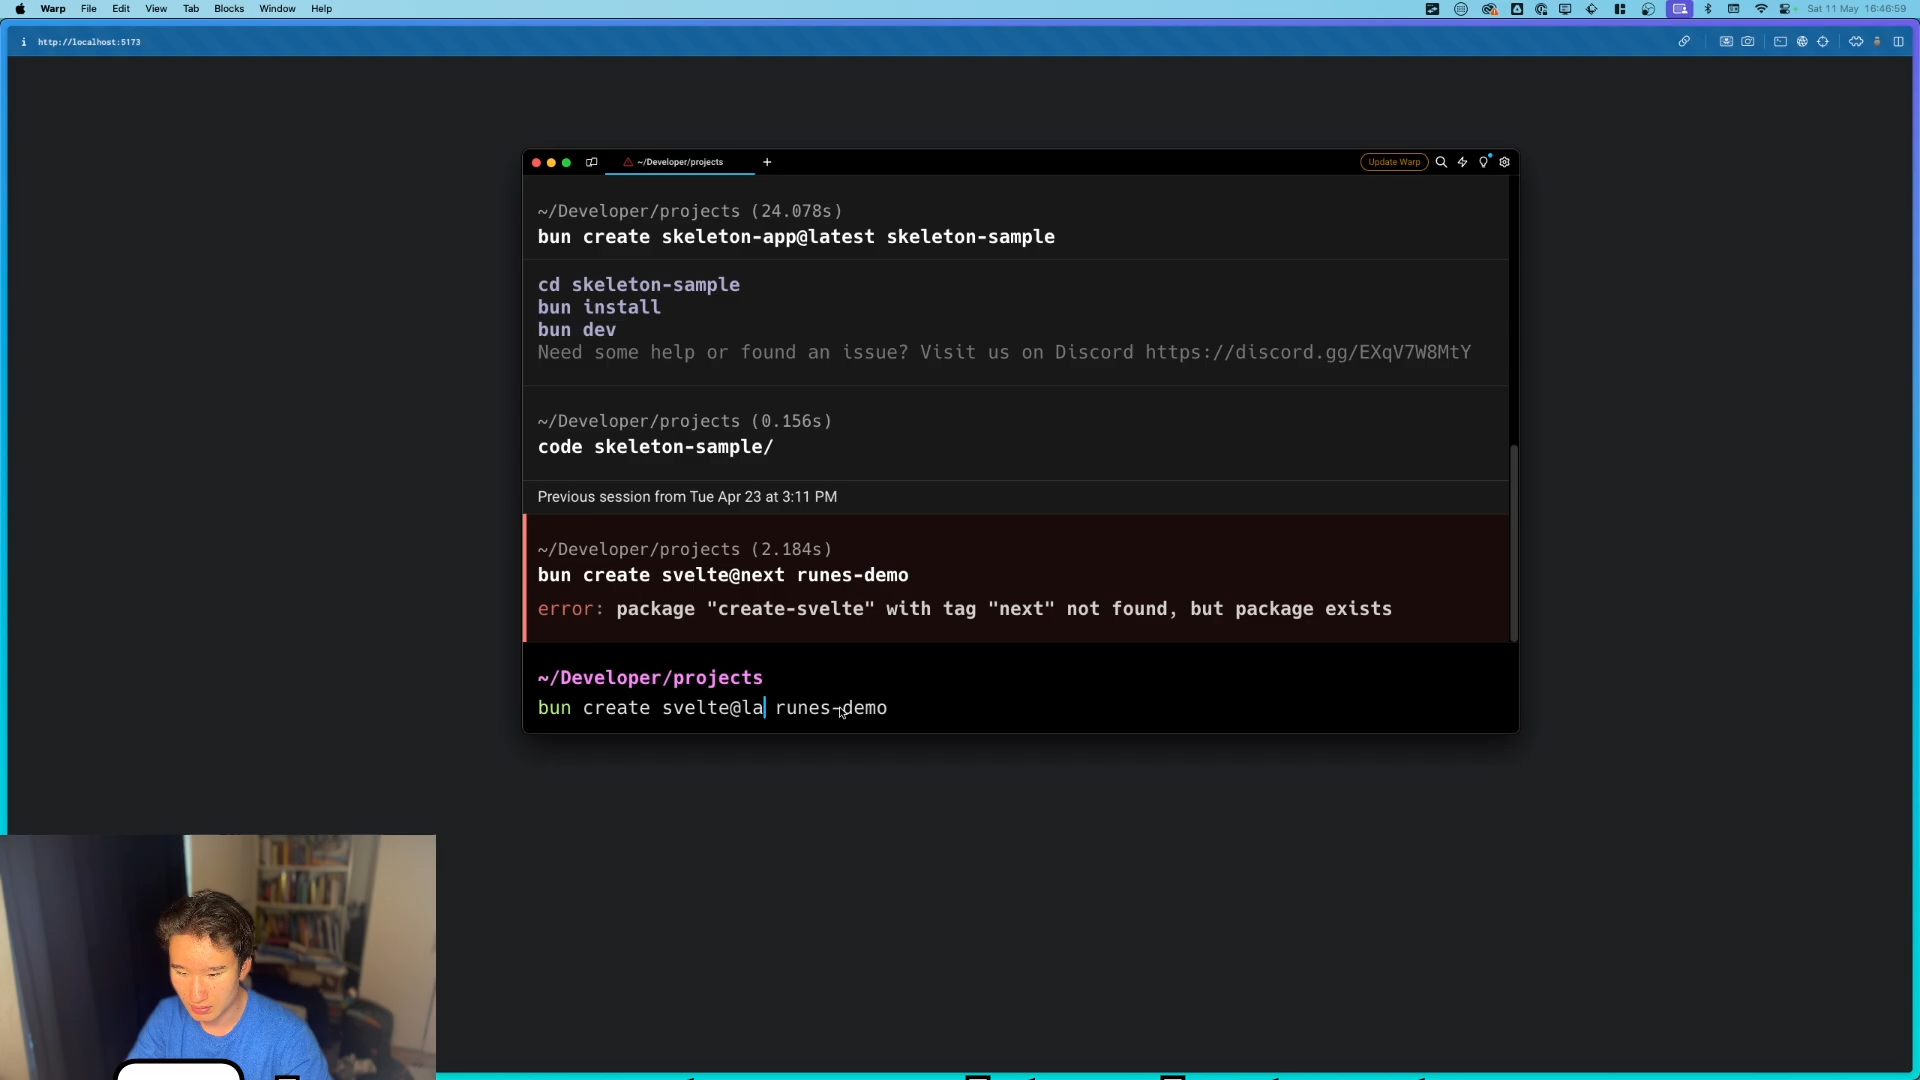 Warp File Edit View Tab Blocks Window Help
Sat 11 May 16:46:59
http://localhost:5173
~/Developer/projects
Update Warp
~/Developer/projects (24.078s)
bun create skeleton-app@latest skeleton-sample
cd skeleton-sample
bun install
bun dev
Need some help or found an issue? Visit us on Discord https://discord.gg/EXqV7W8MtY
~/Developer/projects (0.156s)
code skeleton-sample/
Previous session from Tue Apr 23 at 3:11 PM
~/Developer/projects (2.184s)
bun create svelte@next runes-demo
error: package "create-svelte" with tag "next" not found, but package exists
~/Developer/projects
bun create svelte@la runes-demo